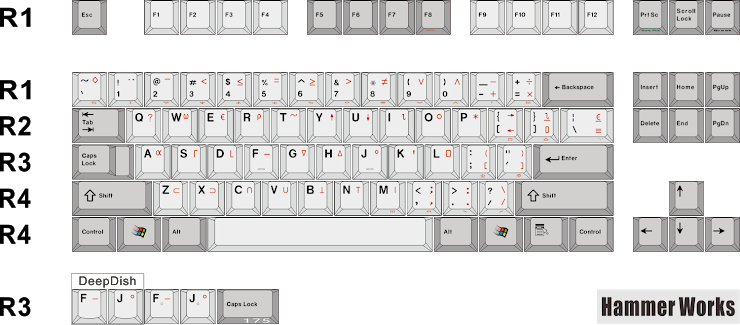 R1 Esc F1 F2 F3 F4 F5 F6 F7 F8 F9 F10 F11 F12 Prt Sc Scroll Lock Pause
R1 ~ ◇ ` ! ¨ 1 @ ¯ 2 # < 3 $ ≤ 4 % = 5 ^ ≥ 6 & > 7 * ≠ 8 ( ∨ 9 ) ∧ 0 — − - + + ÷ = × ← Backspace Insert Home PgUp
R2 Tab Q ? W ω E ∈ R ρ T ~ Y ↑ U ↓ I ⍳ O ○ P * { [ ← } ] → | \ Delete End PgDn
R3 Caps Lock A α S ⌈ D ⌊ F _ G ∇ H ∆ J ∘ K ' L ⎕ : ; " ' Enter
R4 ⇧ Shift Z ⊂ X ⊃ C ∩ V ∪ B ⊥ N ⊤ M | < , ; > . : ? / \ ⇧ Shift ↑
R4 Control Alt Alt Control ← ↓ →
DeepDish
R3 F _ J ∘ F _ J ∘ Caps Lock 1.75
Hammer Works